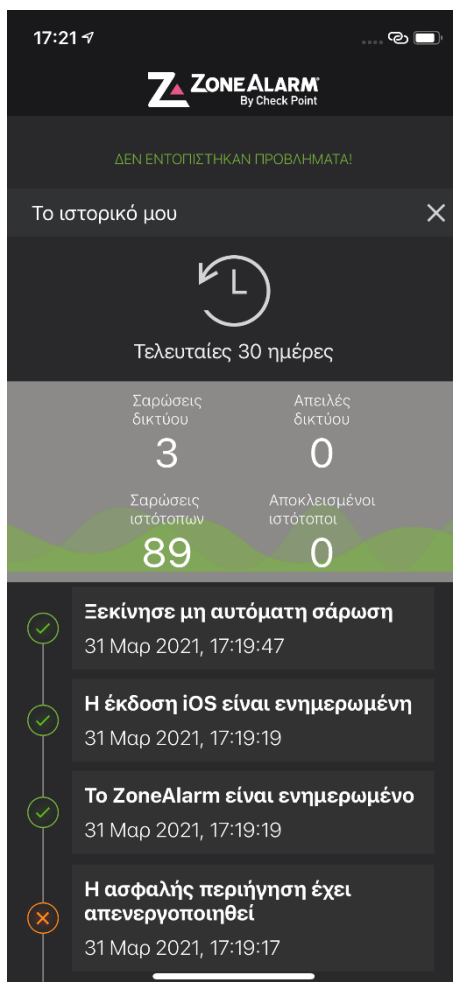 17:21
ZONEALARM
By Check Point
ΔΕΝ ΕΝΤΟΠΙΣΤΗΚΑΝ ΠΡΟΒΛΗΜΑΤΑ!
Το ιστορικό μου
Τελευταίες 30 ημέρες
Σαρώσεις δικτύου
3
Απειλές δικτύου
0
Σαρώσεις ιστότοπων
89
Αποκλεισμένοι ιστότοποι
0
Ξεκίνησε μη αυτόματη σάρωση
31 Μαρ 2021, 17:19:47
Η έκδοση iOS είναι ενημερωμένη
31 Μαρ 2021, 17:19:19
Το ZoneAlarm είναι ενημερωμένο
31 Μαρ 2021, 17:19:19
Η ασφαλής περιήγηση έχει
απενεργοποιηθεί
31 Μαρ 2021, 17:19:17